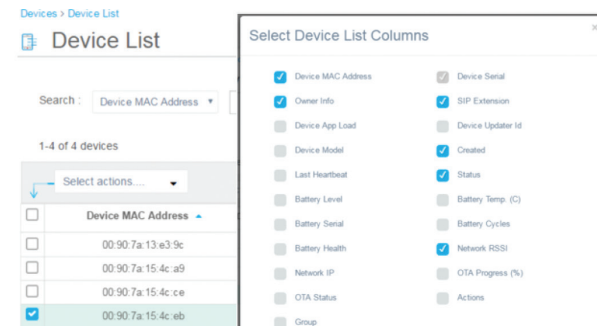 Devices > Device List
Device List
Search :
Device MAC Address
1-4 of 4 devices
Select actions....
Device MAC Address
00:90:7a:13:e3:9c
00:90:7a:15:4c:a9
00:90:7a:15:4c:ce
00:90:7a:15:4c:eb
Select Device List Columns
×
Device MAC Address
Device Serial
Owner Info
SIP Extension
Device App Load
Device Updater Id
Device Model
Created
Last Heartbeat
Status
Battery Level
Battery Temp. (C)
Battery Serial
Battery Cycles
Battery Health
Network RSSI
Network IP
OTA Progress (%)
OTA Status
Actions
Group